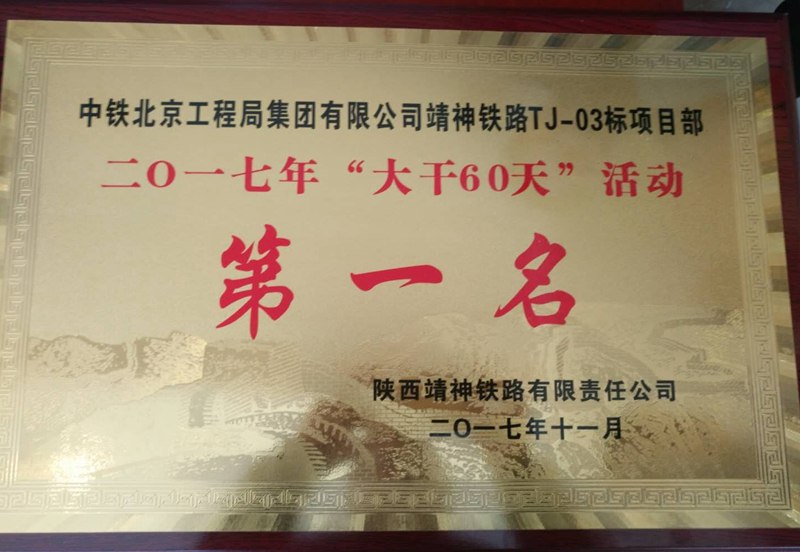 中铁北京工程局集团有限公司靖神铁路TJ-03标项目部
二〇一七年“大干60天”活动
第一名
陕西靖神铁路有限责任公司
二〇一七年十一月